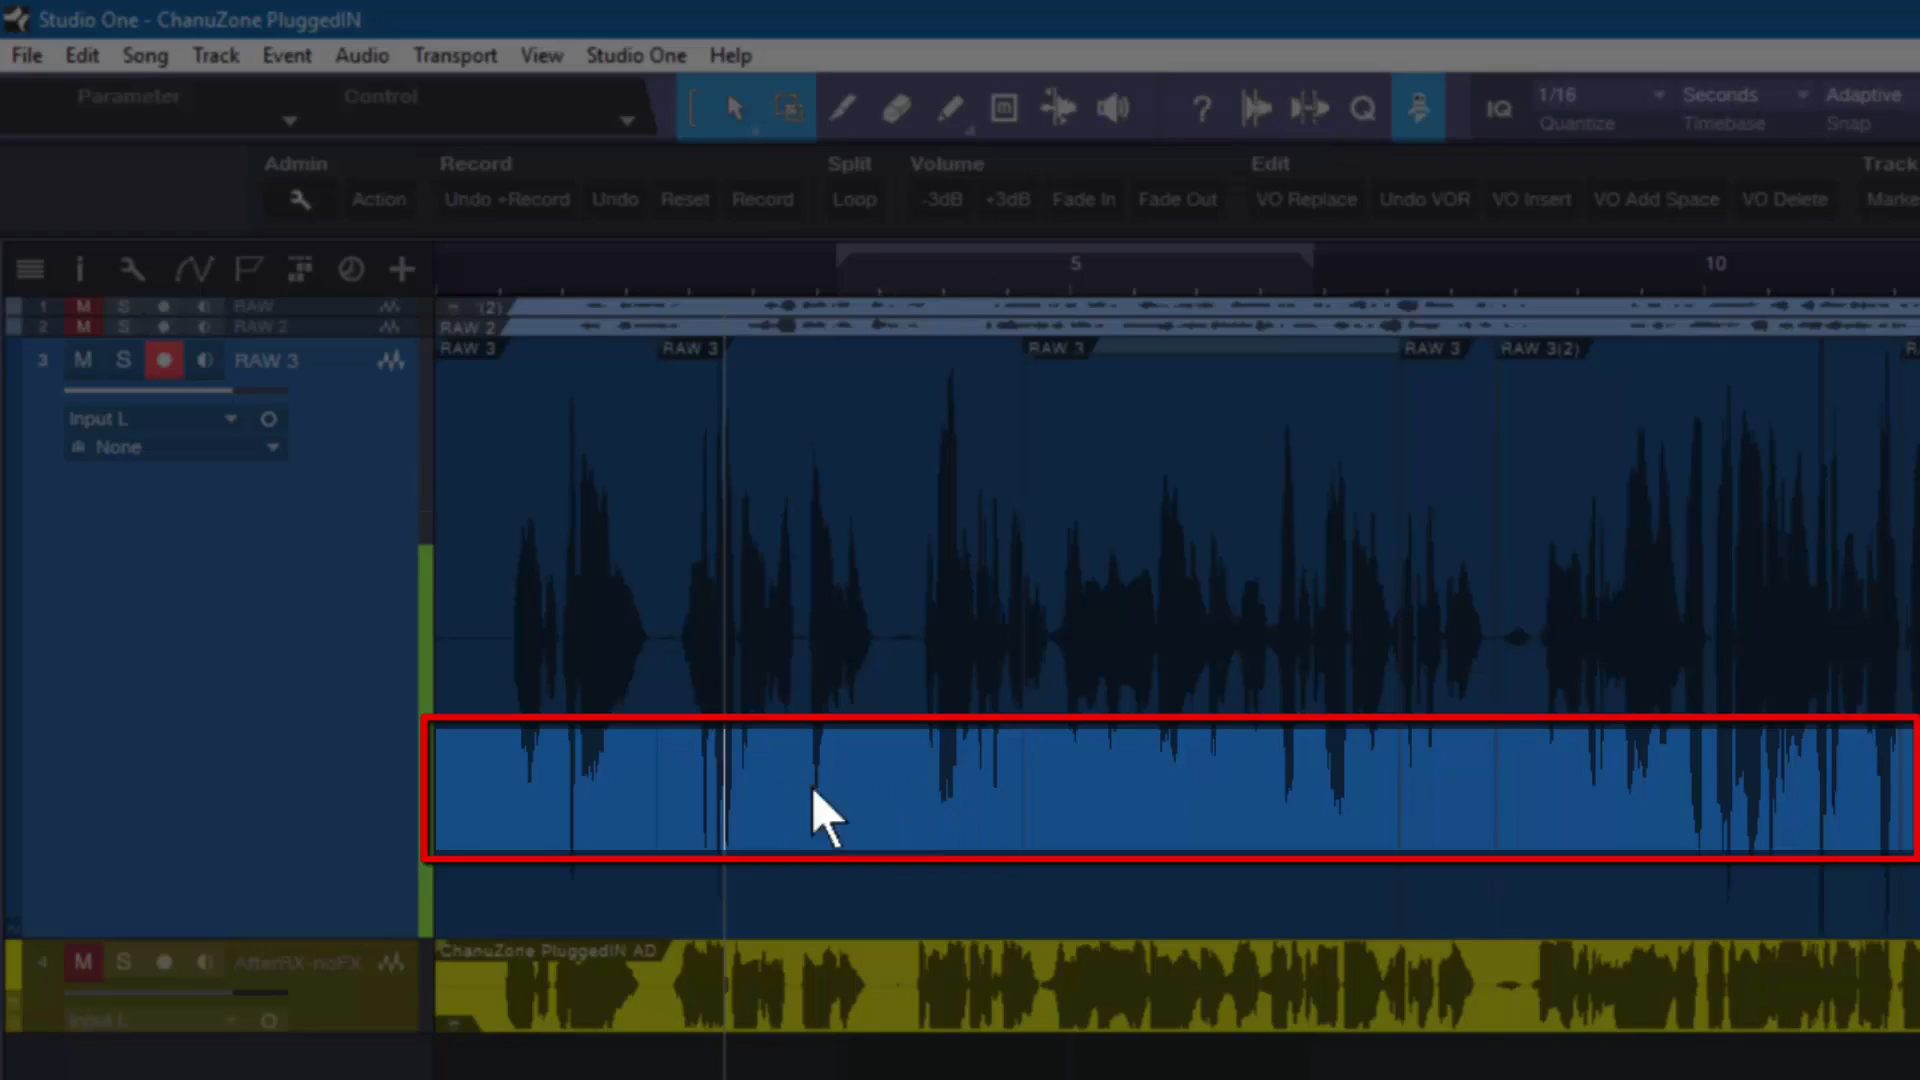 Studio One - ChanuZone PluggedIN
File Edit Song Track Event Audio Transport View Studio One Help
Parameter Control
1/16 Seconds Adaptive
IQ Quantize Timebase Snap
Admin Record Split Volume Edit Track
Action Undo +Record Undo Reset Record Loop -3dB +3dB Fade In Fade Out VO Replace Undo VOR VO Insert VO Add Space VO Delete Marke
5 10
1 M S RAW (2)
2 M S RAW 2 RAW 2
RAW 3 RAW 3 RAW 3 RAW 3 RAW 3(2) R
3 M S RAW 3
Input L
None
4 M S AfterRX-noFX ChanuZone PluggedIN AD
Input L